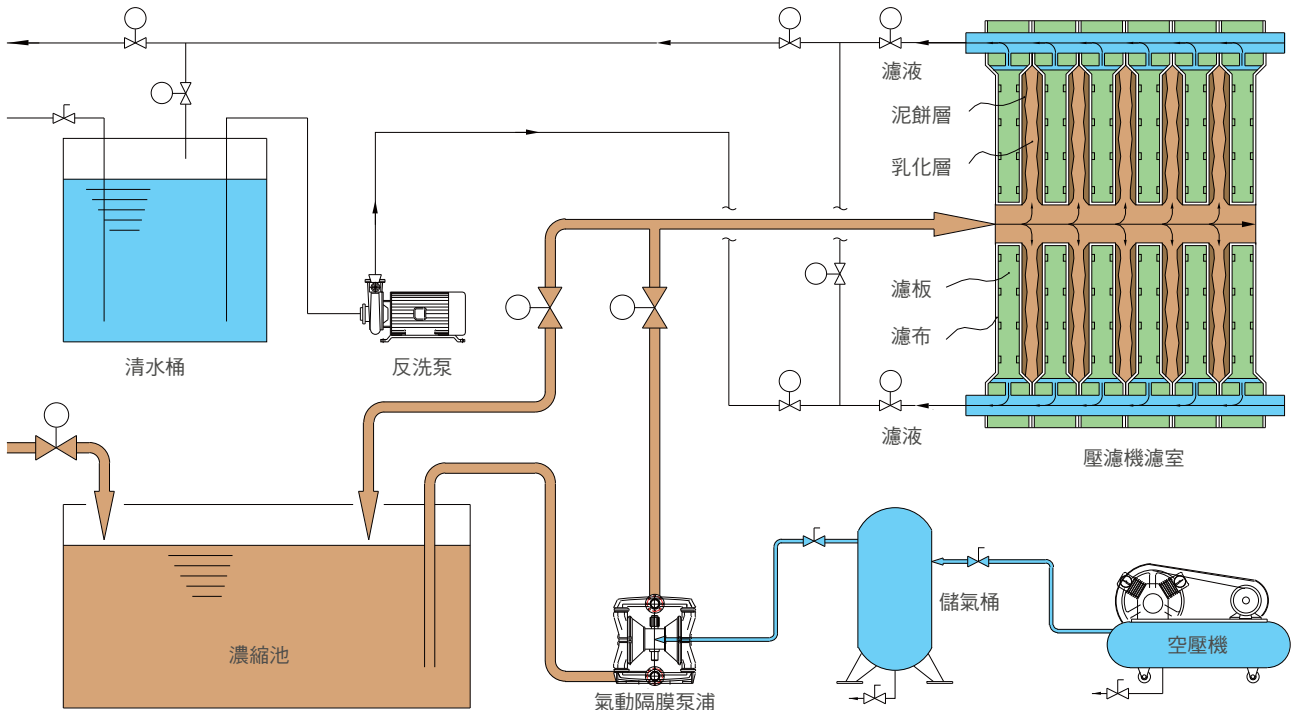 濾液
泥餅層
乳化層
濾板
濾布
清水桶
反洗泵
濾液
壓濾機濾室
儲氣桶
空壓機
濃縮池
氣動隔膜泵浦